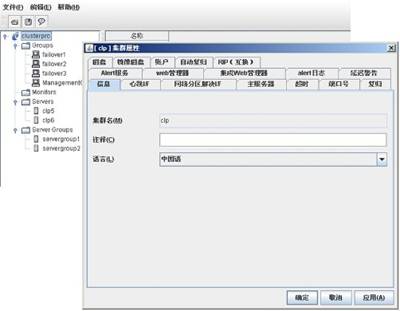 文件(F) 编辑(E) 帮助(H)
clusterpro
Groups
failover1
failover2
failover3
Monitors
Servers
clp5
clp6
Server Groups
servergroup1
servergroup2
名称
[ clp ] 集群属性
磁盘 镜像磁盘 账户 自动复归 RIP（互换）
Alert服务 web管理器 集成Web管理器 alert日志 延迟警告
信息 心跳I/F 网络分区解决I/F 主服务器 超时 端口号 复归
集群名(M) clp
注释(C)
语言(L) 中国语
确定 取消 应用(A)